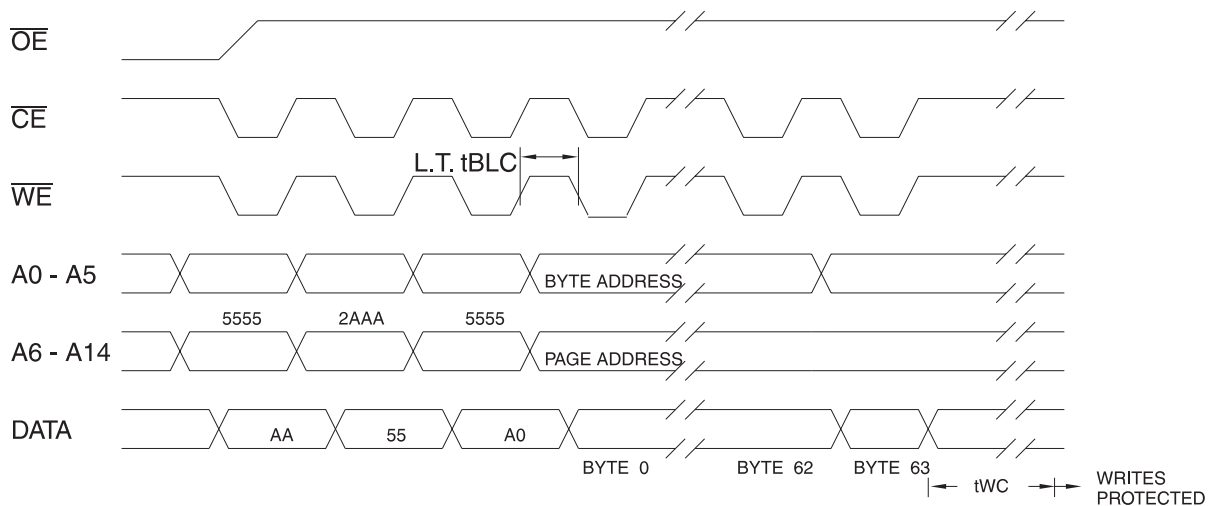 OE
CE
L.T. tBLC
WE
A0 - A5
BYTE ADDRESS
5555 2AAA 5555
A6 - A14
PAGE ADDRESS
DATA
AA 55 A0
BYTE 0 BYTE 62 BYTE 63
tWC
WRITES
PROTECTED